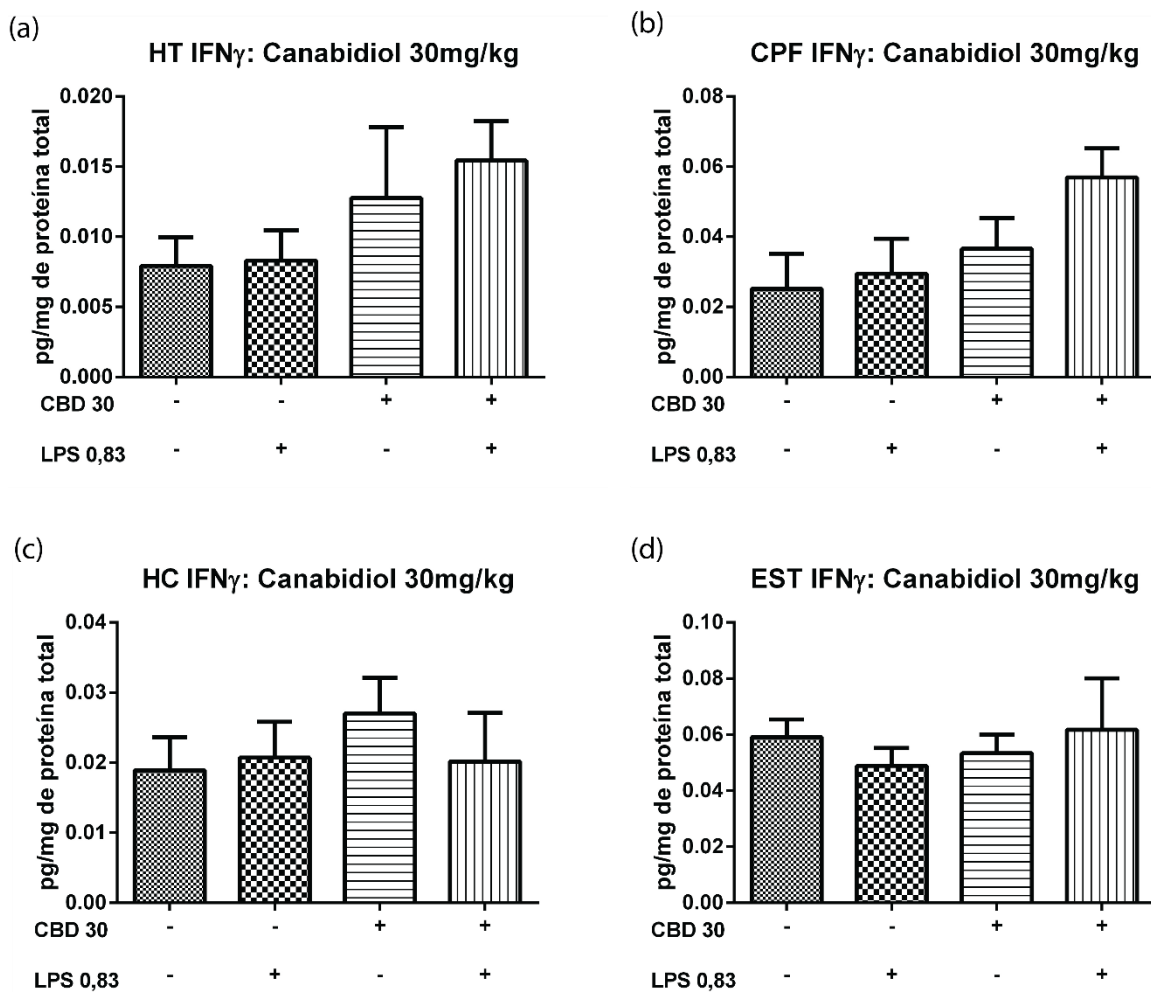 (a)
HT IFNγ: Canabidiol 30mg/kg
pg/mg de proteína total
0.020
0.015
0.010
0.005
0.000
CBD 30 - - + +
LPS 0,83 - + - +
(b)
CPF IFNγ: Canabidiol 30mg/kg
pg/mg de proteína total
0.08
0.06
0.04
0.02
0.00
CBD 30 - - + +
LPS 0,83 - + - +
(c)
HC IFNγ: Canabidiol 30mg/kg
pg/mg de proteína total
0.04
0.03
0.02
0.01
0.00
CBD 30 - - + +
LPS 0,83 - + - +
(d)
EST IFNγ: Canabidiol 30mg/kg
pg/mg de proteína total
0.10
0.08
0.06
0.04
0.02
0.00
CBD 30 - - + +
LPS 0,83 - + - +